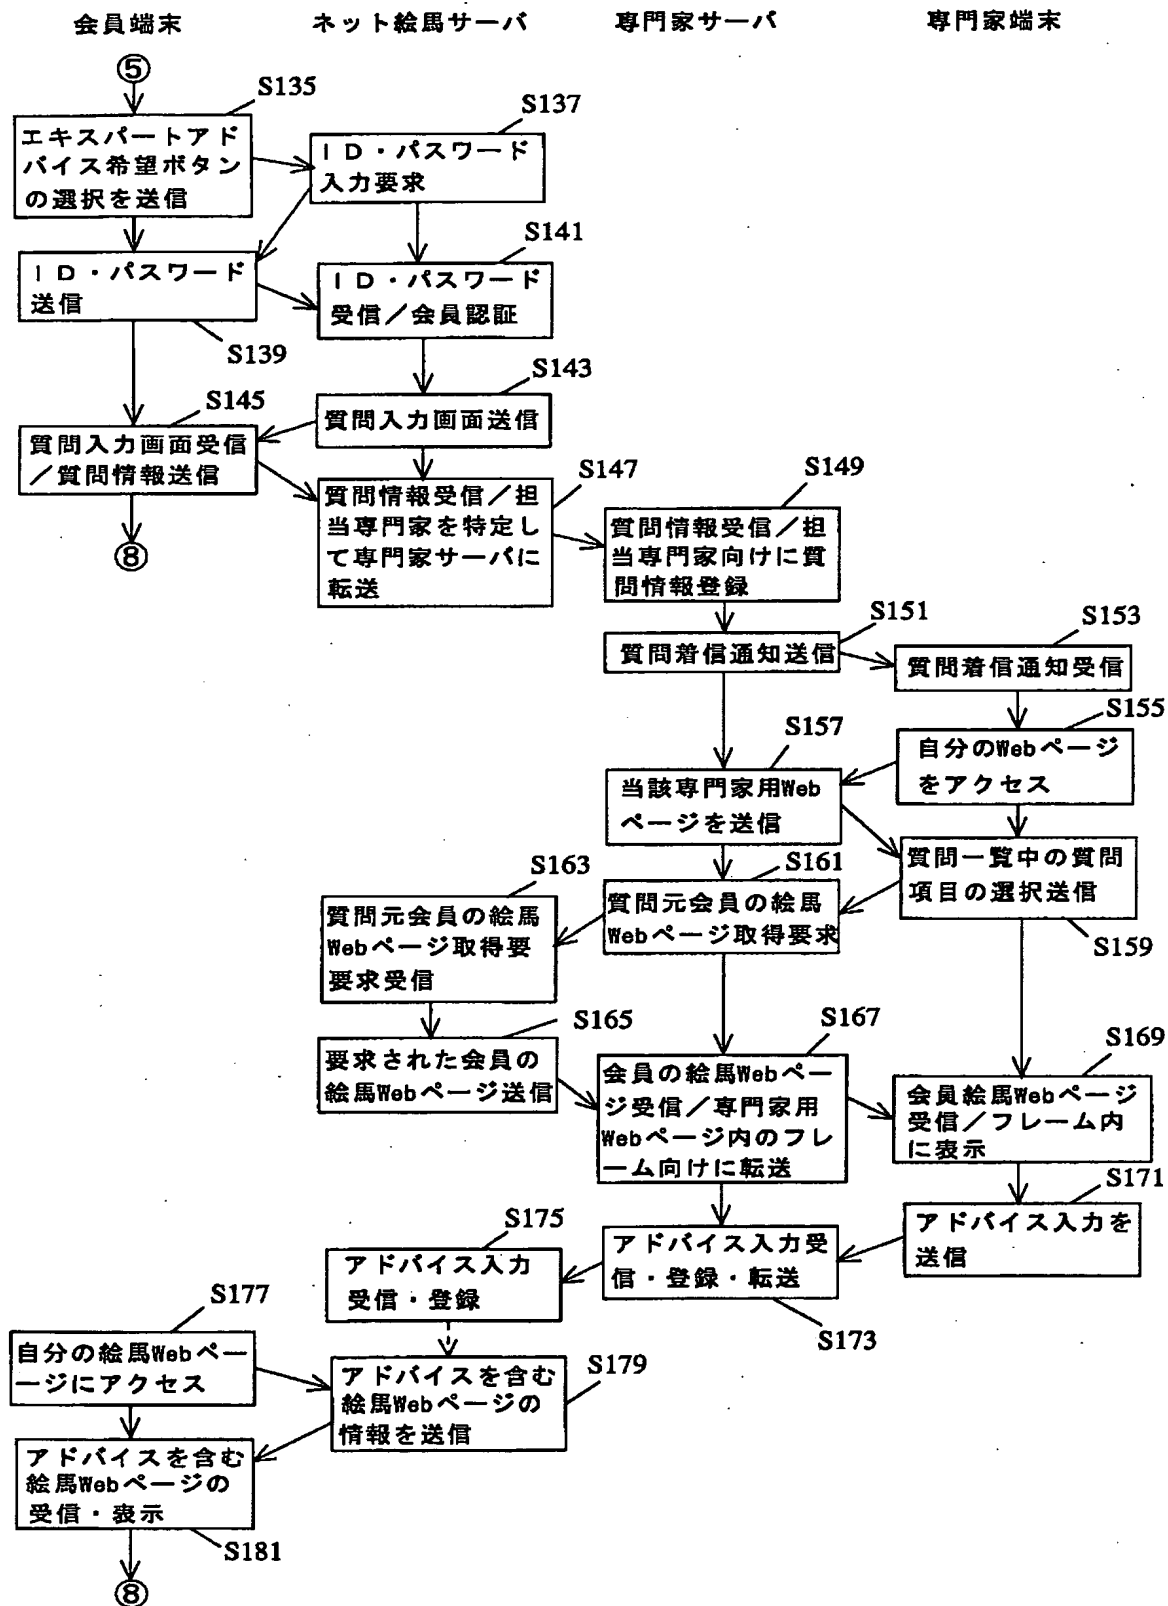 会員端末
ネット絵馬サーバ
専門家サーバ
専門家端末
⑤
S135
エキスパートアド
バイス希望ボタン
の選択を送信
S137
ID・パスワード
入力要求
ID・パスワード
送信
S139
S141
ID・パスワード
受信/会員認証
S143
質問入力画面送信
S145
質問入力画面受信
/質問情報送信
⑧
S147
質問情報受信/担
当専門家を特定し
て専門家サーバに
転送
S149
質問情報受信/担
当専門家向けに質
問情報登録
S151
質問着信通知送信
S153
質問着信通知受信
S155
自分のWebページ
をアクセス
S157
当該専門家用Web
ページを送信
質問一覧中の質問
項目の選択送信
S159
S161
質問元会員の絵馬
Webページ取得要求
S163
質問元会員の絵馬
Webページ取得要
要求受信
S165
要求された会員の
絵馬Webページ送信
S167
会員の絵馬Webペー
ジ受信/専門家用
Webページ内のフレ
ーム向けに転送
S169
会員絵馬Webページ
受信/フレーム内
に表示
S171
アドバイス入力を
送信
アドバイス入力受
信・登録・転送
S173
S175
アドバイス入力
受信・登録
S177
自分の絵馬Webペー
ージにアクセス
S179
アドバイスを含む
絵馬Webページの
情報を送信
アドバイスを含む
絵馬Webページの
受信・表示
S181
⑧